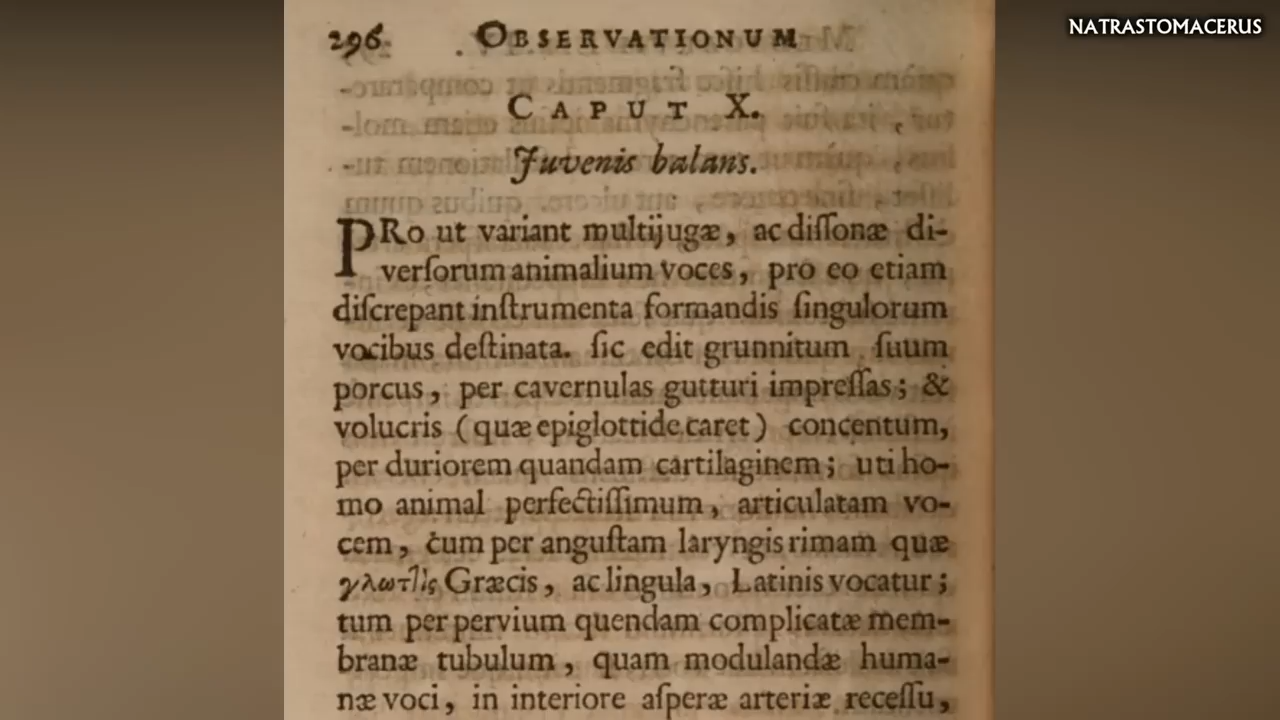 NATRASTOMACERUS
296 OBSERVATIONUM
CAPUT X.
Juvenis balans.
PRo ut variant multijugæ, ac diſſonæ di-
verſorum animalium voces, pro eo etiam
diſcrepant inſtrumenta formandis ſingulorum
vocibus deſtinata. ſic edit grunnitum ſuum
porcus, per cavernulas gutturi impreſſas; &
volucris (quæ epiglottide caret) concentum,
per duriorem quandam cartilaginem; uti ho-
mo animal perfectiſſimum, articulatam vo-
cem, cum per anguſtam laryngis rimam quæ
γλωττὶς Græcis, ac lingula, Latinis vocatur;
tum per pervium quendam complicatæ mem-
branæ tubulum, quam modulandæ huma-
næ voci, in interiore aſperæ arteriæ receſſu,